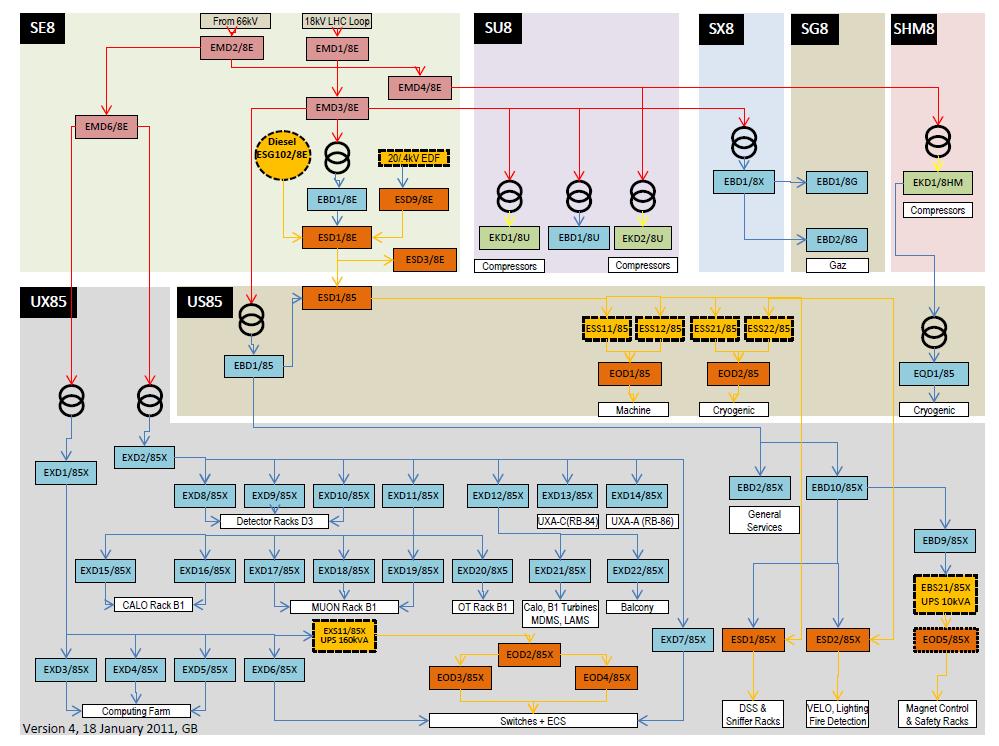 SE8
From 66kV
18kV LHC Loop
SU8
SX8
SG8
SHM8
EMD2/8E
EMD1/8E
EMD4/8E
EMD3/8E
EMD6/8E
Diesel
ESG102/8E
20/.4kV EDF
EBD1/8E
ESD9/8E
EBD1/8X
EBD1/8G
EKD1/8HM
Compressors
ESD1/8E
EKD1/8U
EBD1/8U
EKD2/8U
EBD2/8G
ESD3/8E
Compressors
Compressors
Gaz
UX85
US85
ESD1/85
ESS11/85
ESS12/85
ESS21/85
ESS22/85
EBD1/85
EOD1/85
EOD2/85
EQD1/85
Machine
Cryogenic
Cryogenic
EXD1/85X
EXD2/85X
EXD8/85X
EXD9/85X
EXD10/85X
EXD11/85X
EXD12/85X
EXD13/85X
EXD14/85X
EBD2/85X
EBD10/85X
Detector Racks D3
UXA-C(RB-84)
UXA-A (RB-86)
General
Services
EBD9/85X
EXD15/85X
EXD16/85X
EXD17/85X
EXD18/85X
EXD19/85X
EXD20/8X5
EXD21/85X
EXD22/85X
EBS21/85X
UPS 10kVA
CALO Rack B1
MUON Rack B1
OT Rack B1
Calo, B1 Turbines
MDMS, LAMS
Balcony
EXS11/85X
UPS 160kVA
EXD7/85X
ESD1/85X
ESD2/85X
EOD5/85X
EOD2/85X
EXD3/85X
EXD4/85X
EXD5/85X
EXD6/85X
EOD3/85X
EOD4/85X
Computing Farm
Switches + ECS
DSS &
Sniffer Racks
VELO, Lighting
Fire Detection
Magnet Control
& Safety Racks
Version 4, 18 January 2011, GB